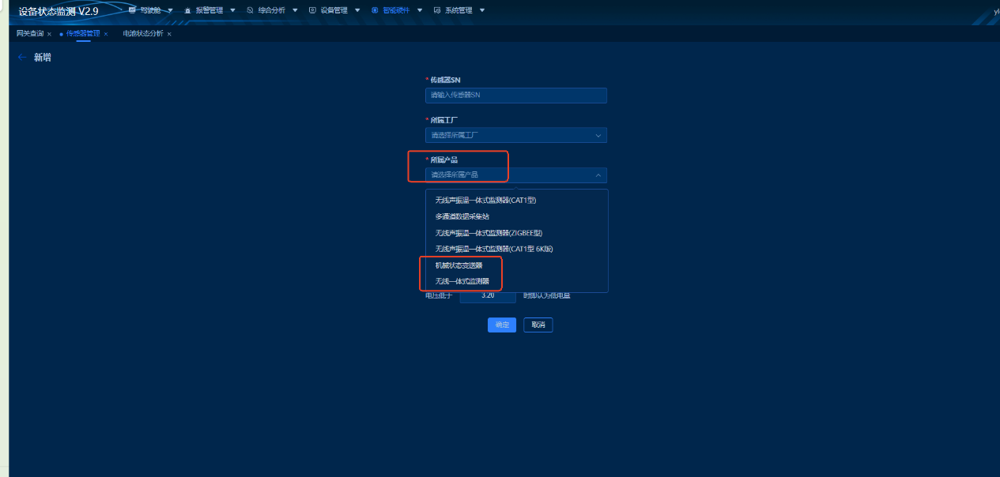 设备状态监测 V2.9 驾驶舱 报警管理 综合分析 设备管理 智能硬件 系统管理
网关查询 × 传感器管理 × 电池状态分析 ×
← 新增
* 传感器SN
请输入传感器SN
* 所属工厂
请选择所属工厂
* 所属产品
请选择所属产品
无线声振温一体式监测器(CAT1型)
多通道数据采集站
无线声振温一体式监测器(ZIGBEE型)
无线声振温一体式监测器(CAT1型 6K版)
机械状态变送器
无线一体式监测器
电压低于 3.20 时即认为低电量
确定 取消